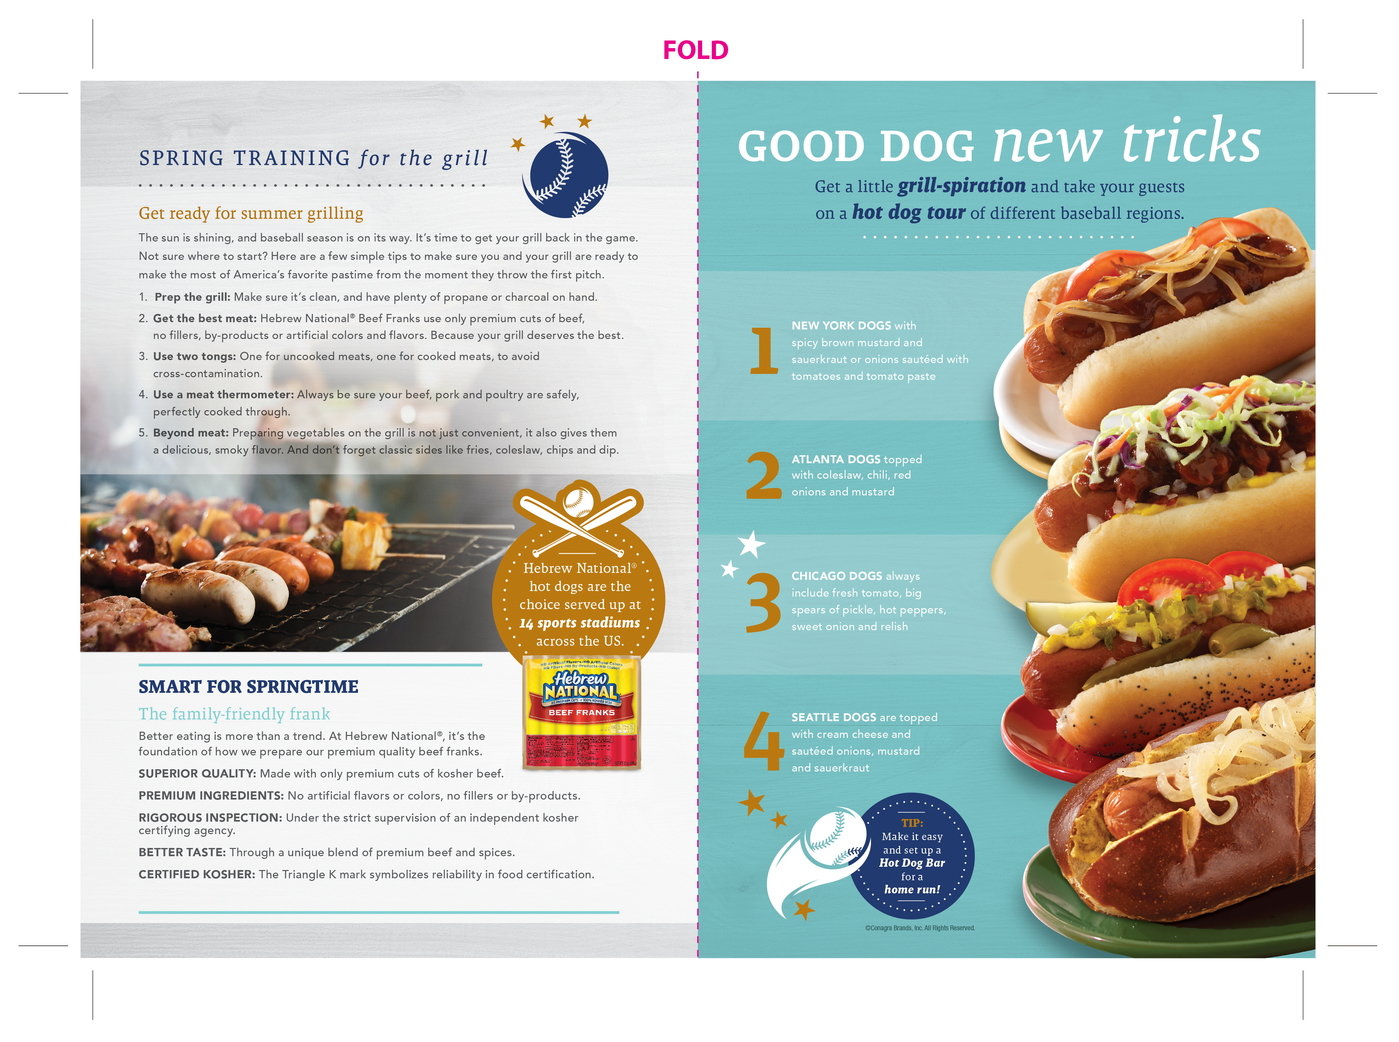 FOLD
SPRING TRAINING for the grill
Get ready for summer grilling
The sun is shining, and baseball season is on its way. It's time to get your grill back in the game.
Not sure where to start? Here are a few simple tips to make sure you and your grill are ready to
make the most of America's favorite pastime from the moment they throw the first pitch.
1. Prep the grill: Make sure it's clean, and have plenty of propane or charcoal on hand.
2. Get the best meat: Hebrew National® Beef Franks use only premium cuts of beef,
no fillers, by-products or artificial colors and flavors. Because your grill deserves the best.
3. Use two tongs: One for uncooked meats, one for cooked meats, to avoid
cross-contamination.
4. Use a meat thermometer: Always be sure your beef, pork and poultry are safely,
perfectly cooked through.
5. Beyond meat: Preparing vegetables on the grill is not just convenient, it also gives them
a delicious, smoky flavor. And don't forget classic sides like fries, coleslaw, chips and dip.
Hebrew National®
hot dogs are the
choice served up at
14 sports stadiums
across the US.
Hebrew
NATIONAL
BEEF FRANKS
SMART FOR SPRINGTIME
The family-friendly frank
Better eating is more than a trend. At Hebrew National®, it's the
foundation of how we prepare our premium quality beef franks.
SUPERIOR QUALITY: Made with only premium cuts of kosher beef.
PREMIUM INGREDIENTS: No artificial flavors or colors, no fillers or by-products.
RIGOROUS INSPECTION: Under the strict supervision of an independent kosher
certifying agency.
BETTER TASTE: Through a unique blend of premium beef and spices.
CERTIFIED KOSHER: The Triangle K mark symbolizes reliability in food certification.
GOOD DOG new tricks
Get a little grill-spiration and take your guests
on a hot dog tour of different baseball regions.
1
NEW YORK DOGS with
spicy brown mustard and
sauerkraut or onions sautéed with
tomatoes and tomato paste
2
ATLANTA DOGS topped
with coleslaw, chili, red
onions and mustard
3
CHICAGO DOGS always
include fresh tomato, big
spears of pickle, hot peppers,
sweet onion and relish
4
SEATTLE DOGS are topped
with cream cheese and
sautéed onions, mustard
and sauerkraut
TIP:
Make it easy
and set up a
Hot Dog Bar
for a
home run!
©Conagra Brands, Inc. All Rights Reserved.